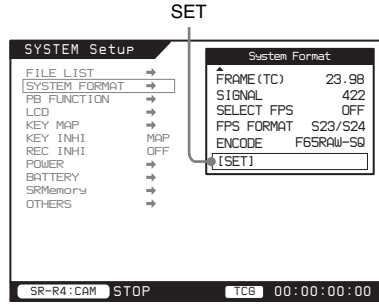 SET
SYSTEM Setup
FILE LIST
SYSTEM FORMAT
PB FUNCTION
LCD
KEY MAP
KEY INHI MAP
REC INHI OFF
POWER
BATTERY
SRMemory
OTHERS
System Format
FRAME(TC) 23.98
SIGNAL 422
SELECT FPS OFF
FPS FORMAT S23/S24
ENCODE F65RAW-SQ
[SET]
SR-R4:CAM STOP TCG 00:00:00:00